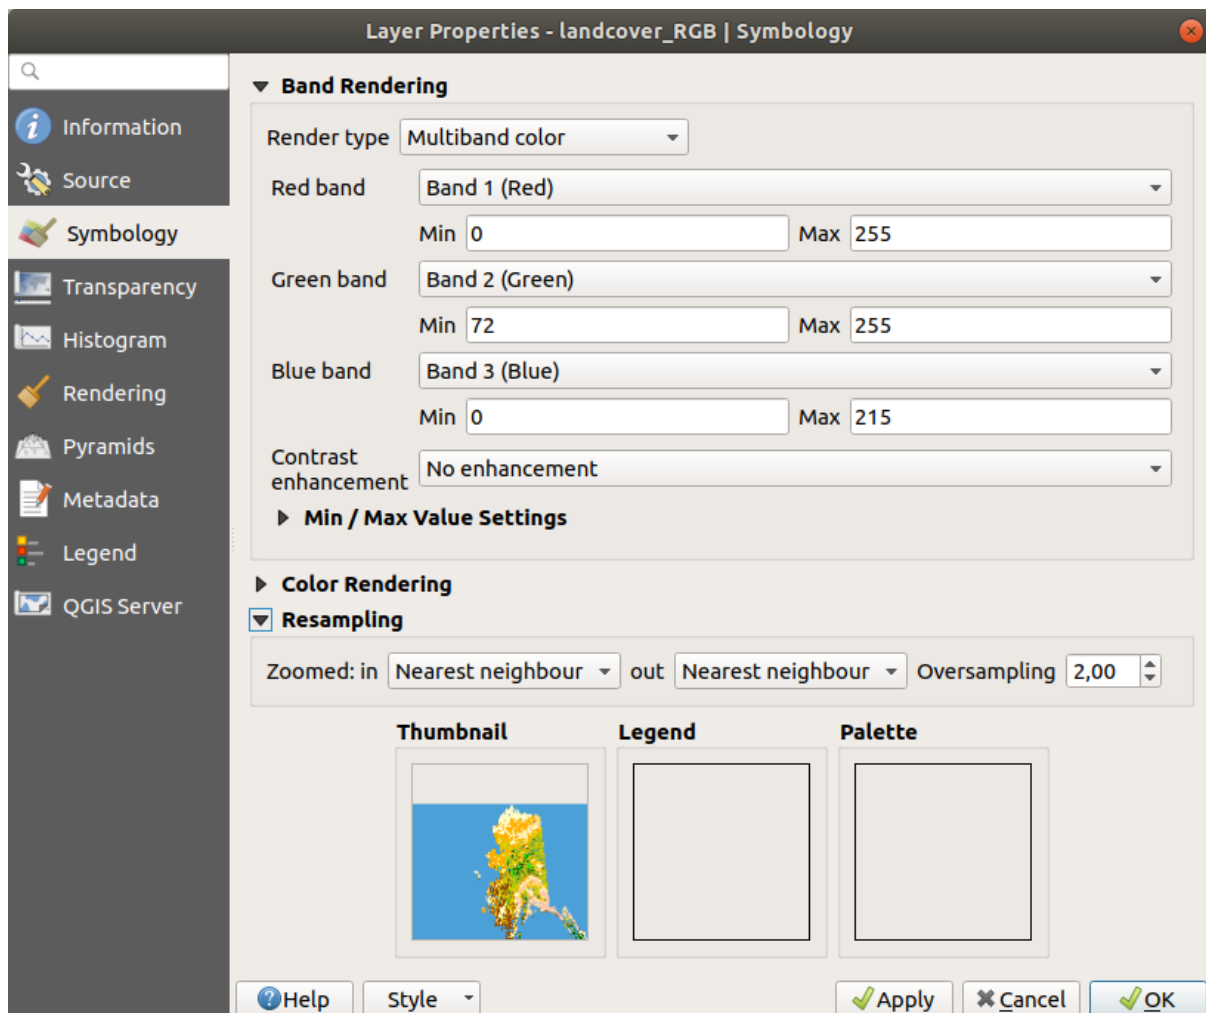 Layer Properties - landcover_RGB | Symbology
Information
Source
Symbology
Transparency
Histogram
Rendering
Pyramids
Metadata
Legend
QGIS Server
Band Rendering
Render type Multiband color
Red band Band 1 (Red)
Min 0 Max 255
Green band Band 2 (Green)
Min 72 Max 255
Blue band Band 3 (Blue)
Min 0 Max 215
Contrast
enhancement No enhancement
Min / Max Value Settings
Color Rendering
Resampling
Zoomed: in Nearest neighbour out Nearest neighbour Oversampling 2,00
Thumbnail Legend Palette
Help Style Apply Cancel OK